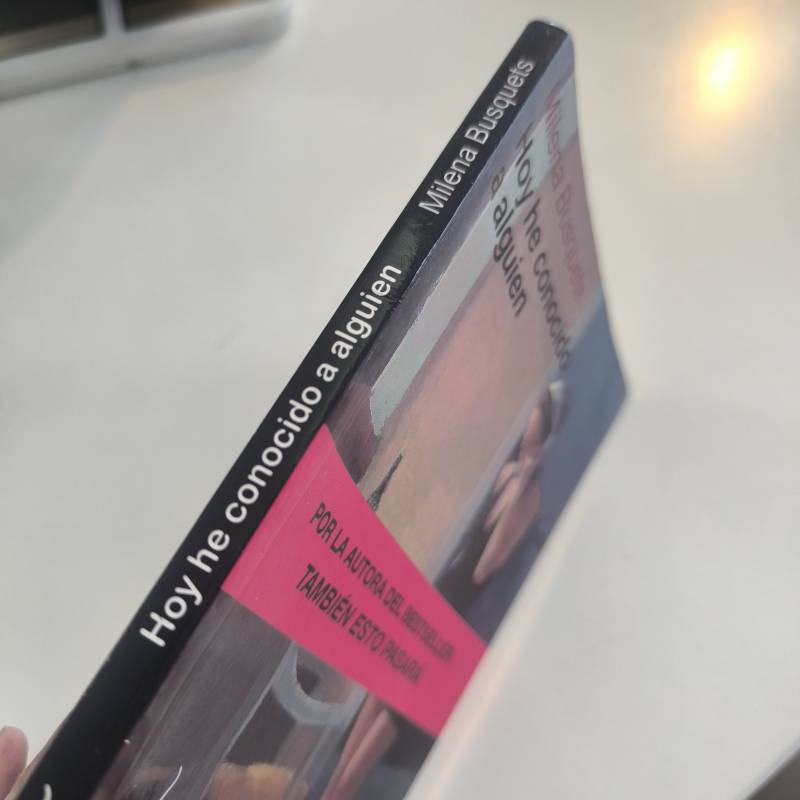 Hoy he conocido a alguien Milena Busquets
Milena Busquets
Hoy he conocido
a alguien
POR LA AUTORA DEL BESTSELLER
TAMBIÉN ESTO PASARÁ